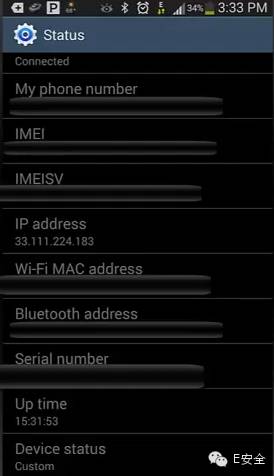 34% 3:33 PM
Status
Connected
My phone number
IMEI
IMEISV
IP address
33.111.224.183
Wi-Fi MAC address
Bluetooth address
Serial number
Up time
15:31:53
Device status
Custom
E安全